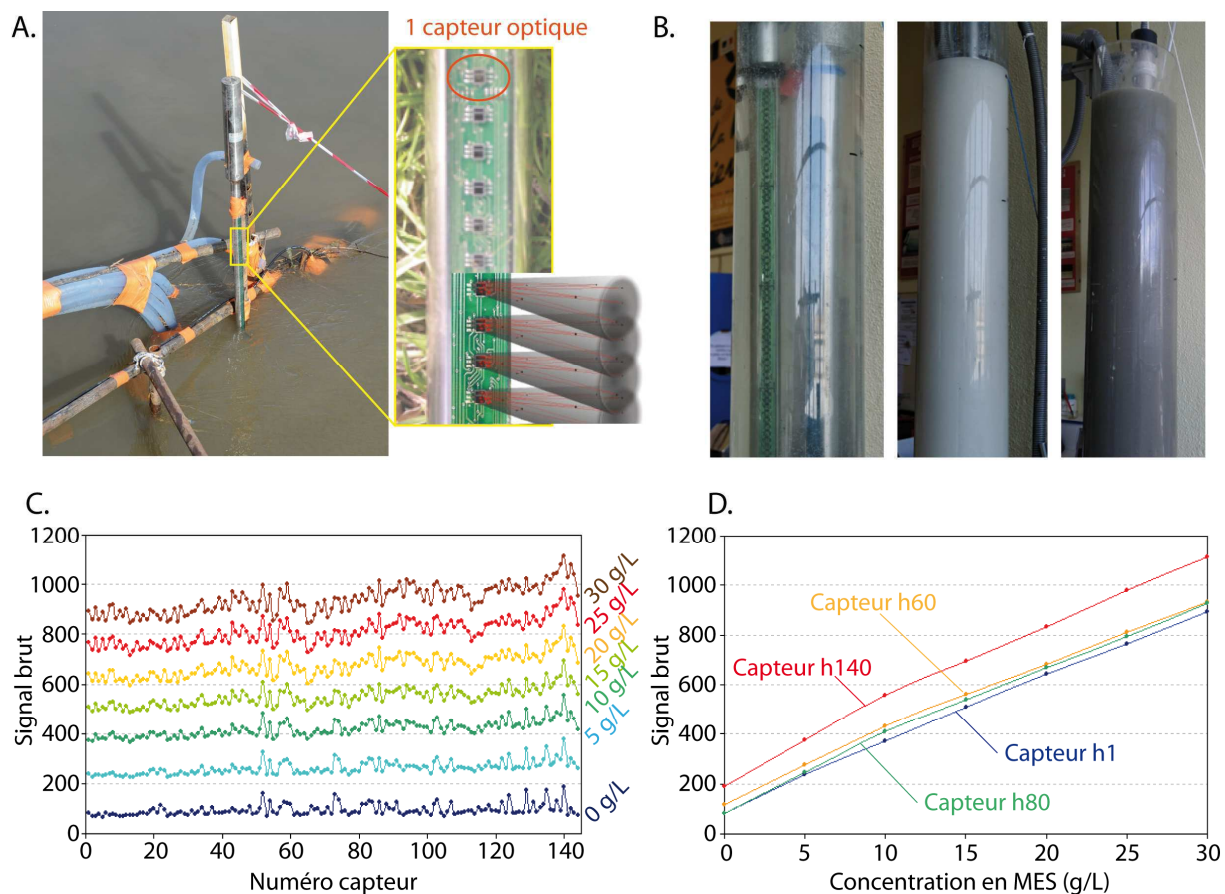 A.
1 capteur optique
B.
C.
Signal brut
1200
1000
800
600
400
200
0
0
20
40
60
80
100
120
140
Numéro capteur
30 g/L
25 g/L
20 g/L
15 g/L
10 g/L
5 g/L
0 g/L
D.
Signal brut
1200
1000
800
600
400
200
0
0
5
10
15
20
25
30
Concentration en MES (g/L)
Capteur h60
Capteur h140
Capteur h1
Capteur h80